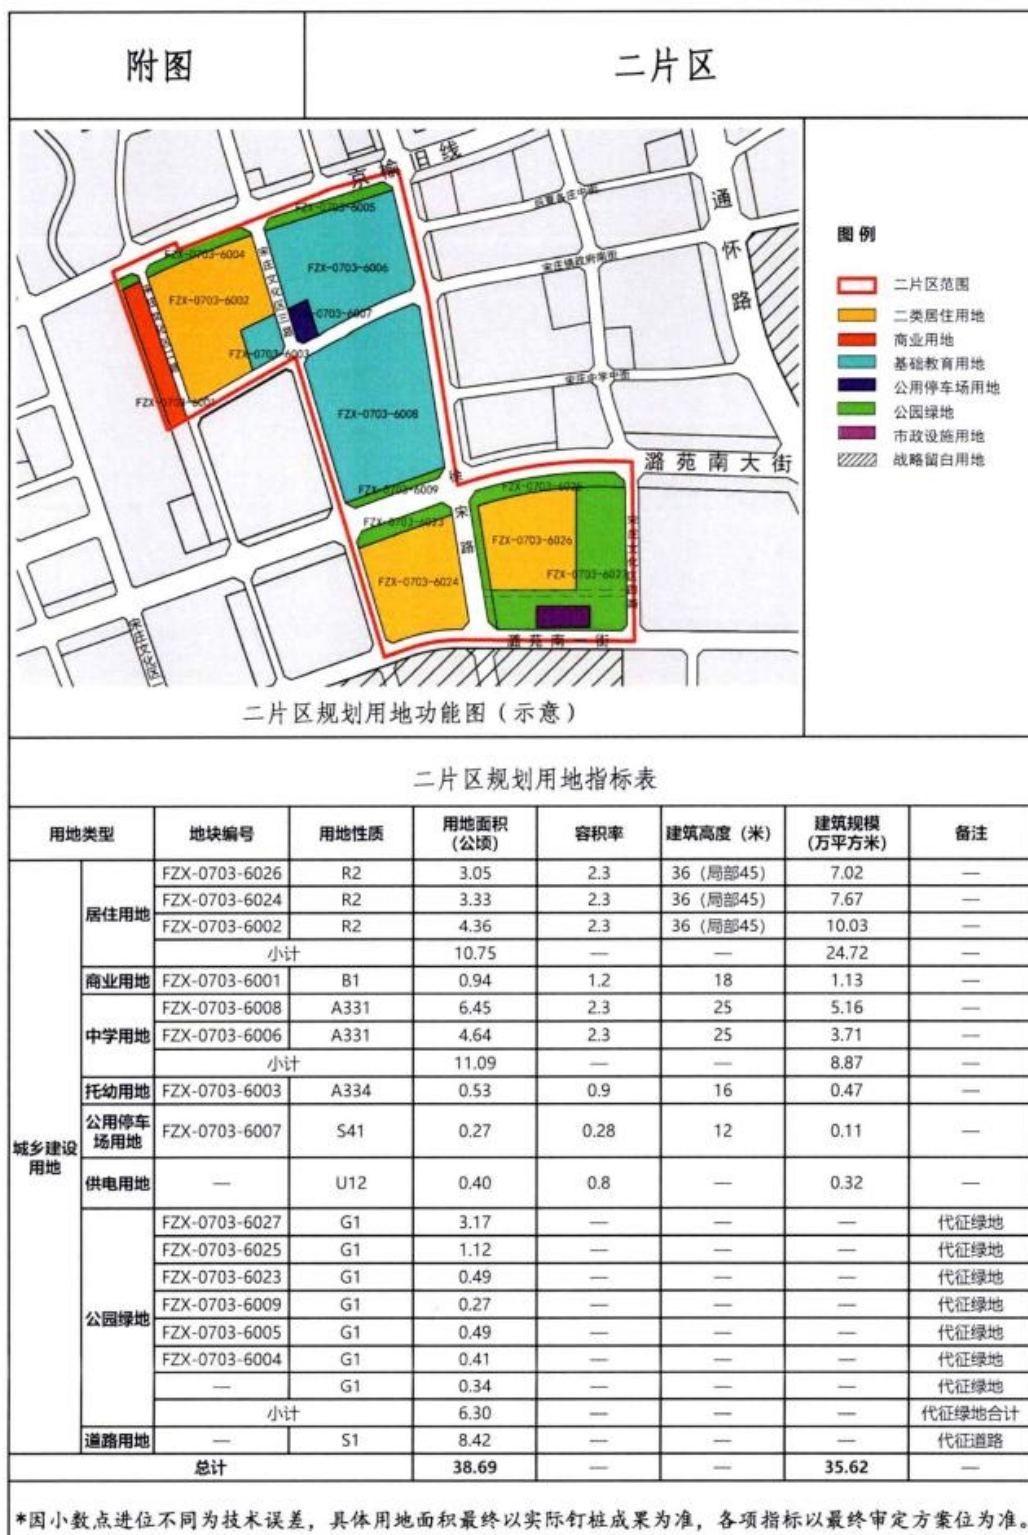 附图
二片区
京榆旧线
通怀路
后夏各庄中街
宋庄镇政府南街
宋庄中学中街
潞苑南大街
徐宋路
潞苑南一街
FZX-0703-6005
FZX-0703-6004
FZX-0703-6006
FZX-0703-6002
FZX-0703-6007
FZX-0703-6003
FZX-0703-6001
FZX-0703-6008
FZX-0703-6009
FZX-0703-6023
FZX-0703-6026
FZX-0703-6024
FZX-0703-6027
图例
二片区范围
二类居住用地
商业用地
基础教育用地
公用停车场用地
公园绿地
市政设施用地
战略留白用地
二片区规划用地功能图（示意）
二片区规划用地指标表
用地类型 地块编号 用地性质 用地面积（公顷） 容积率 建筑高度（米） 建筑规模（万平方米） 备注
城乡建设用地
居住用地 FZX-0703-6026 R2 3.05 2.3 36（局部45） 7.02 —
FZX-0703-6024 R2 3.33 2.3 36（局部45） 7.67 —
FZX-0703-6002 R2 4.36 2.3 36（局部45） 10.03 —
小计 10.75 — — 24.72 —
商业用地 FZX-0703-6001 B1 0.94 1.2 18 1.13 —
中学用地 FZX-0703-6008 A331 6.45 2.3 25 5.16 —
FZX-0703-6006 A331 4.64 2.3 25 3.71 —
小计 11.09 — — 8.87 —
托幼用地 FZX-0703-6003 A334 0.53 0.9 16 0.47 —
公用停车场用地 FZX-0703-6007 S41 0.27 0.28 12 0.11 —
供电用地 — U12 0.40 0.8 — 0.32 —
公园绿地 FZX-0703-6027 G1 3.17 — — — 代征绿地
FZX-0703-6025 G1 1.12 — — — 代征绿地
FZX-0703-6023 G1 0.49 — — — 代征绿地
FZX-0703-6009 G1 0.27 — — — 代征绿地
FZX-0703-6005 G1 0.49 — — — 代征绿地
FZX-0703-6004 G1 0.41 — — — 代征绿地
— G1 0.34 — — — 代征绿地
小计 6.30 — — — 代征绿地合计
道路用地 — S1 8.42 — — — 代征道路
总计 38.69 — — 35.62 —
*因小数点进位不同为技术误差，具体用地面积最终以实际钉桩成果为准，各项指标以最终审定方案位为准。